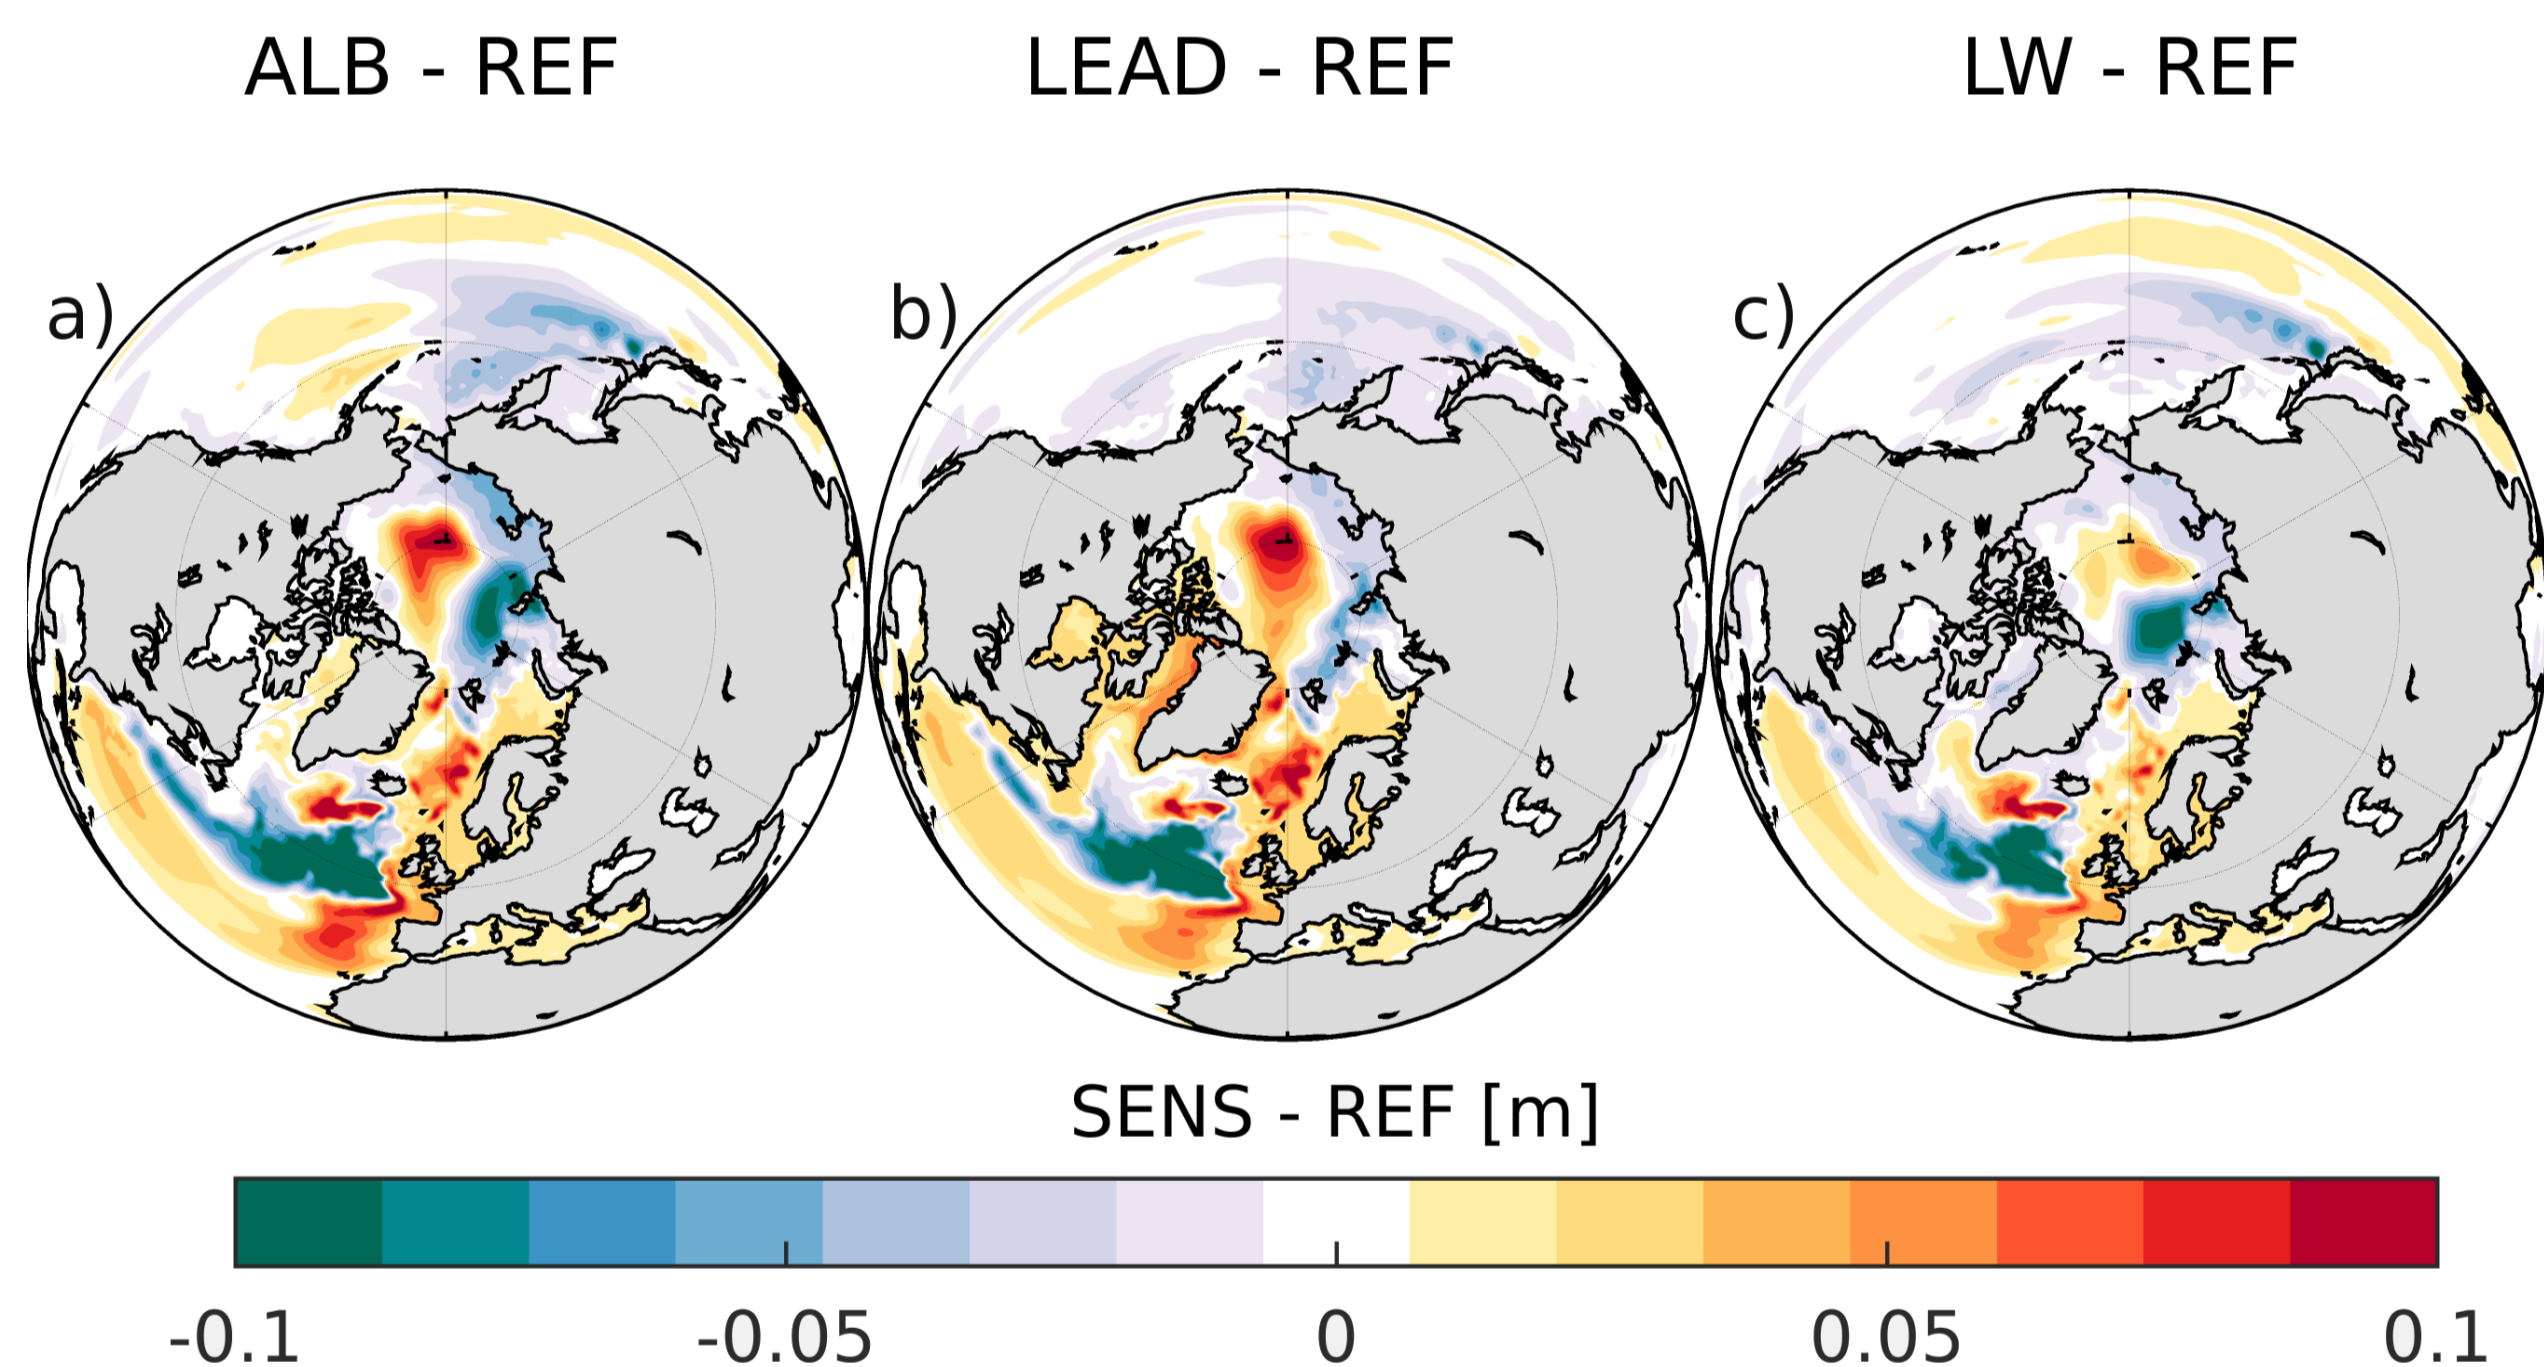 ALB - REF LEAD - REF LW - REF
a) b) c)
SENS - REF [m]
-0.1 -0.05 0 0.05 0.1